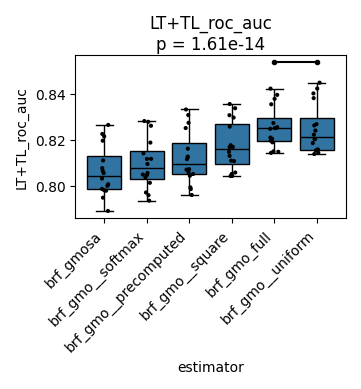 LT+TL_roc_auc
p = 1.61e-14
LT+TL_roc_auc
0.84
0.82
0.80
brf_gmosa
brf_gmo__softmax
brf_gmo__precomputed
brf_gmo__square
brf_gmo_full
brf_gmo__uniform
estimator